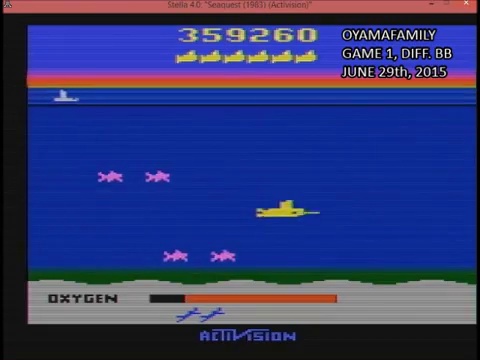 Stella 4.0: "Seaquest (1983) (Activision)"
359260
OYAMAFAMILY
GAME 1, DIFF. BB
JUNE 29th, 2015
OXYGEN
ACTIVISION